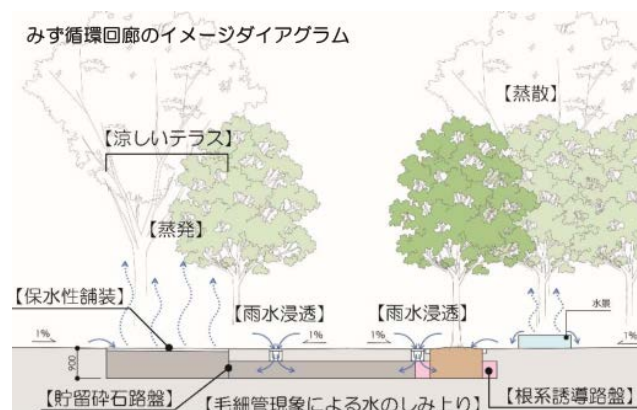 みず循環回廊のイメージダイアグラム
【蒸散】
【涼しいテラス】
【蒸発】
【保水性舗装】
【雨水浸透】
【雨水浸透】
水景
1%
1%
1%
1%
900
【貯留砕石路盤】
【毛細管現象による水のしみ上り】
【根系誘導路盤】